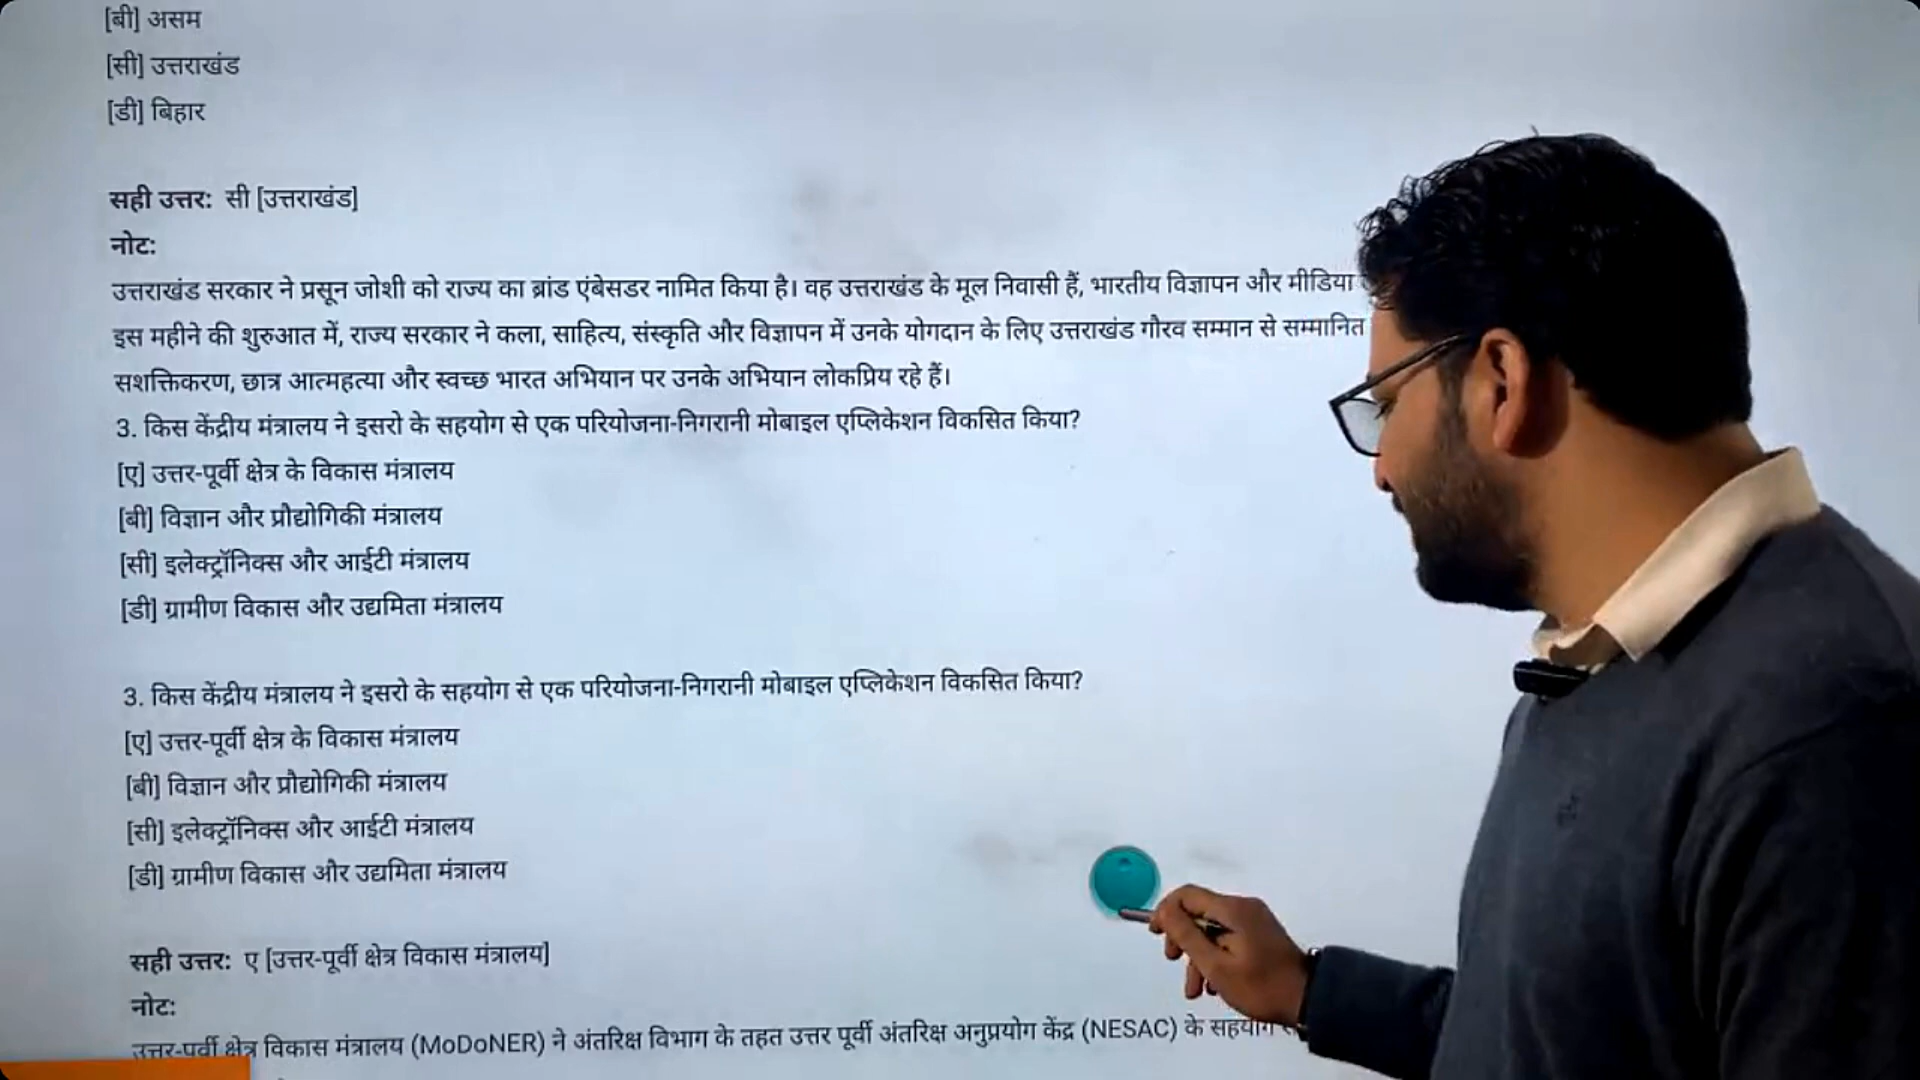 [बी] असम
[सी] उत्तराखंड
[डी] बिहार
सही उत्तर: सी [उत्तराखंड]
नोट:
उत्तराखंड सरकार ने प्रसून जोशी को राज्य का ब्रांड एंबेसडर नामित किया है। वह उत्तराखंड के मूल निवासी हैं, भारतीय विज्ञापन और मीडिया
इस महीने की शुरुआत में, राज्य सरकार ने कला, साहित्य, संस्कृति और विज्ञापन में उनके योगदान के लिए उत्तराखंड गौरव सम्मान से सम्मानित
सशक्तिकरण, छात्र आत्महत्या और स्वच्छ भारत अभियान पर उनके अभियान लोकप्रिय रहे हैं।
3. किस केंद्रीय मंत्रालय ने इसरो के सहयोग से एक परियोजना-निगरानी मोबाइल एप्लिकेशन विकसित किया?
[ए] उत्तर-पूर्वी क्षेत्र के विकास मंत्रालय
[बी] विज्ञान और प्रौद्योगिकी मंत्रालय
[सी] इलेक्ट्रॉनिक्स और आईटी मंत्रालय
[डी] ग्रामीण विकास और उद्यमिता मंत्रालय
3. किस केंद्रीय मंत्रालय ने इसरो के सहयोग से एक परियोजना-निगरानी मोबाइल एप्लिकेशन विकसित किया?
[ए] उत्तर-पूर्वी क्षेत्र के विकास मंत्रालय
[बी] विज्ञान और प्रौद्योगिकी मंत्रालय
[सी] इलेक्ट्रॉनिक्स और आईटी मंत्रालय
[डी] ग्रामीण विकास और उद्यमिता मंत्रालय
सही उत्तर: ए [उत्तर-पूर्वी क्षेत्र विकास मंत्रालय]
नोट:
उत्तर-पूर्वी क्षेत्र विकास मंत्रालय (MoDoNER) ने अंतरिक्ष विभाग के तहत उत्तर पूर्वी अंतरिक्ष अनुप्रयोग केंद्र (NESAC) के सहयोग